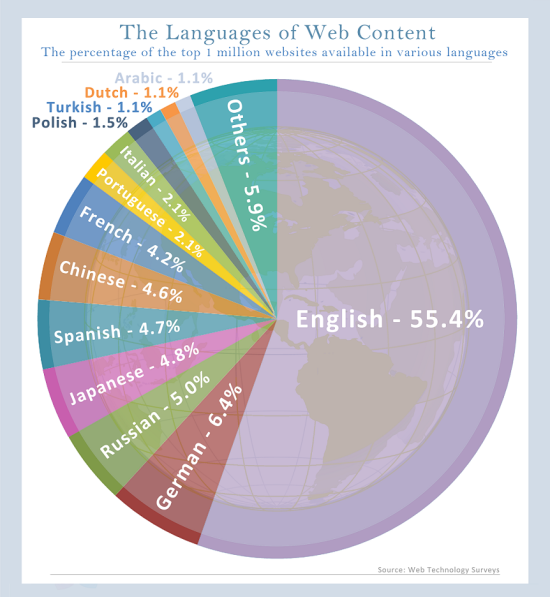 The Languages of Web Content
The percentage of the top 1 million websites available in various languages
Arabic - 1.1%
Dutch - 1.1%
Turkish - 1.1%
Polish - 1.5%
Italian - 2.1%
Portuguese - 2.1%
French - 4.2%
Chinese - 4.6%
Spanish - 4.7%
Japanese - 4.8%
Russian - 5.0%
German - 6.4%
Others - 5.9%
English - 55.4%
Source: Web Technology Surveys